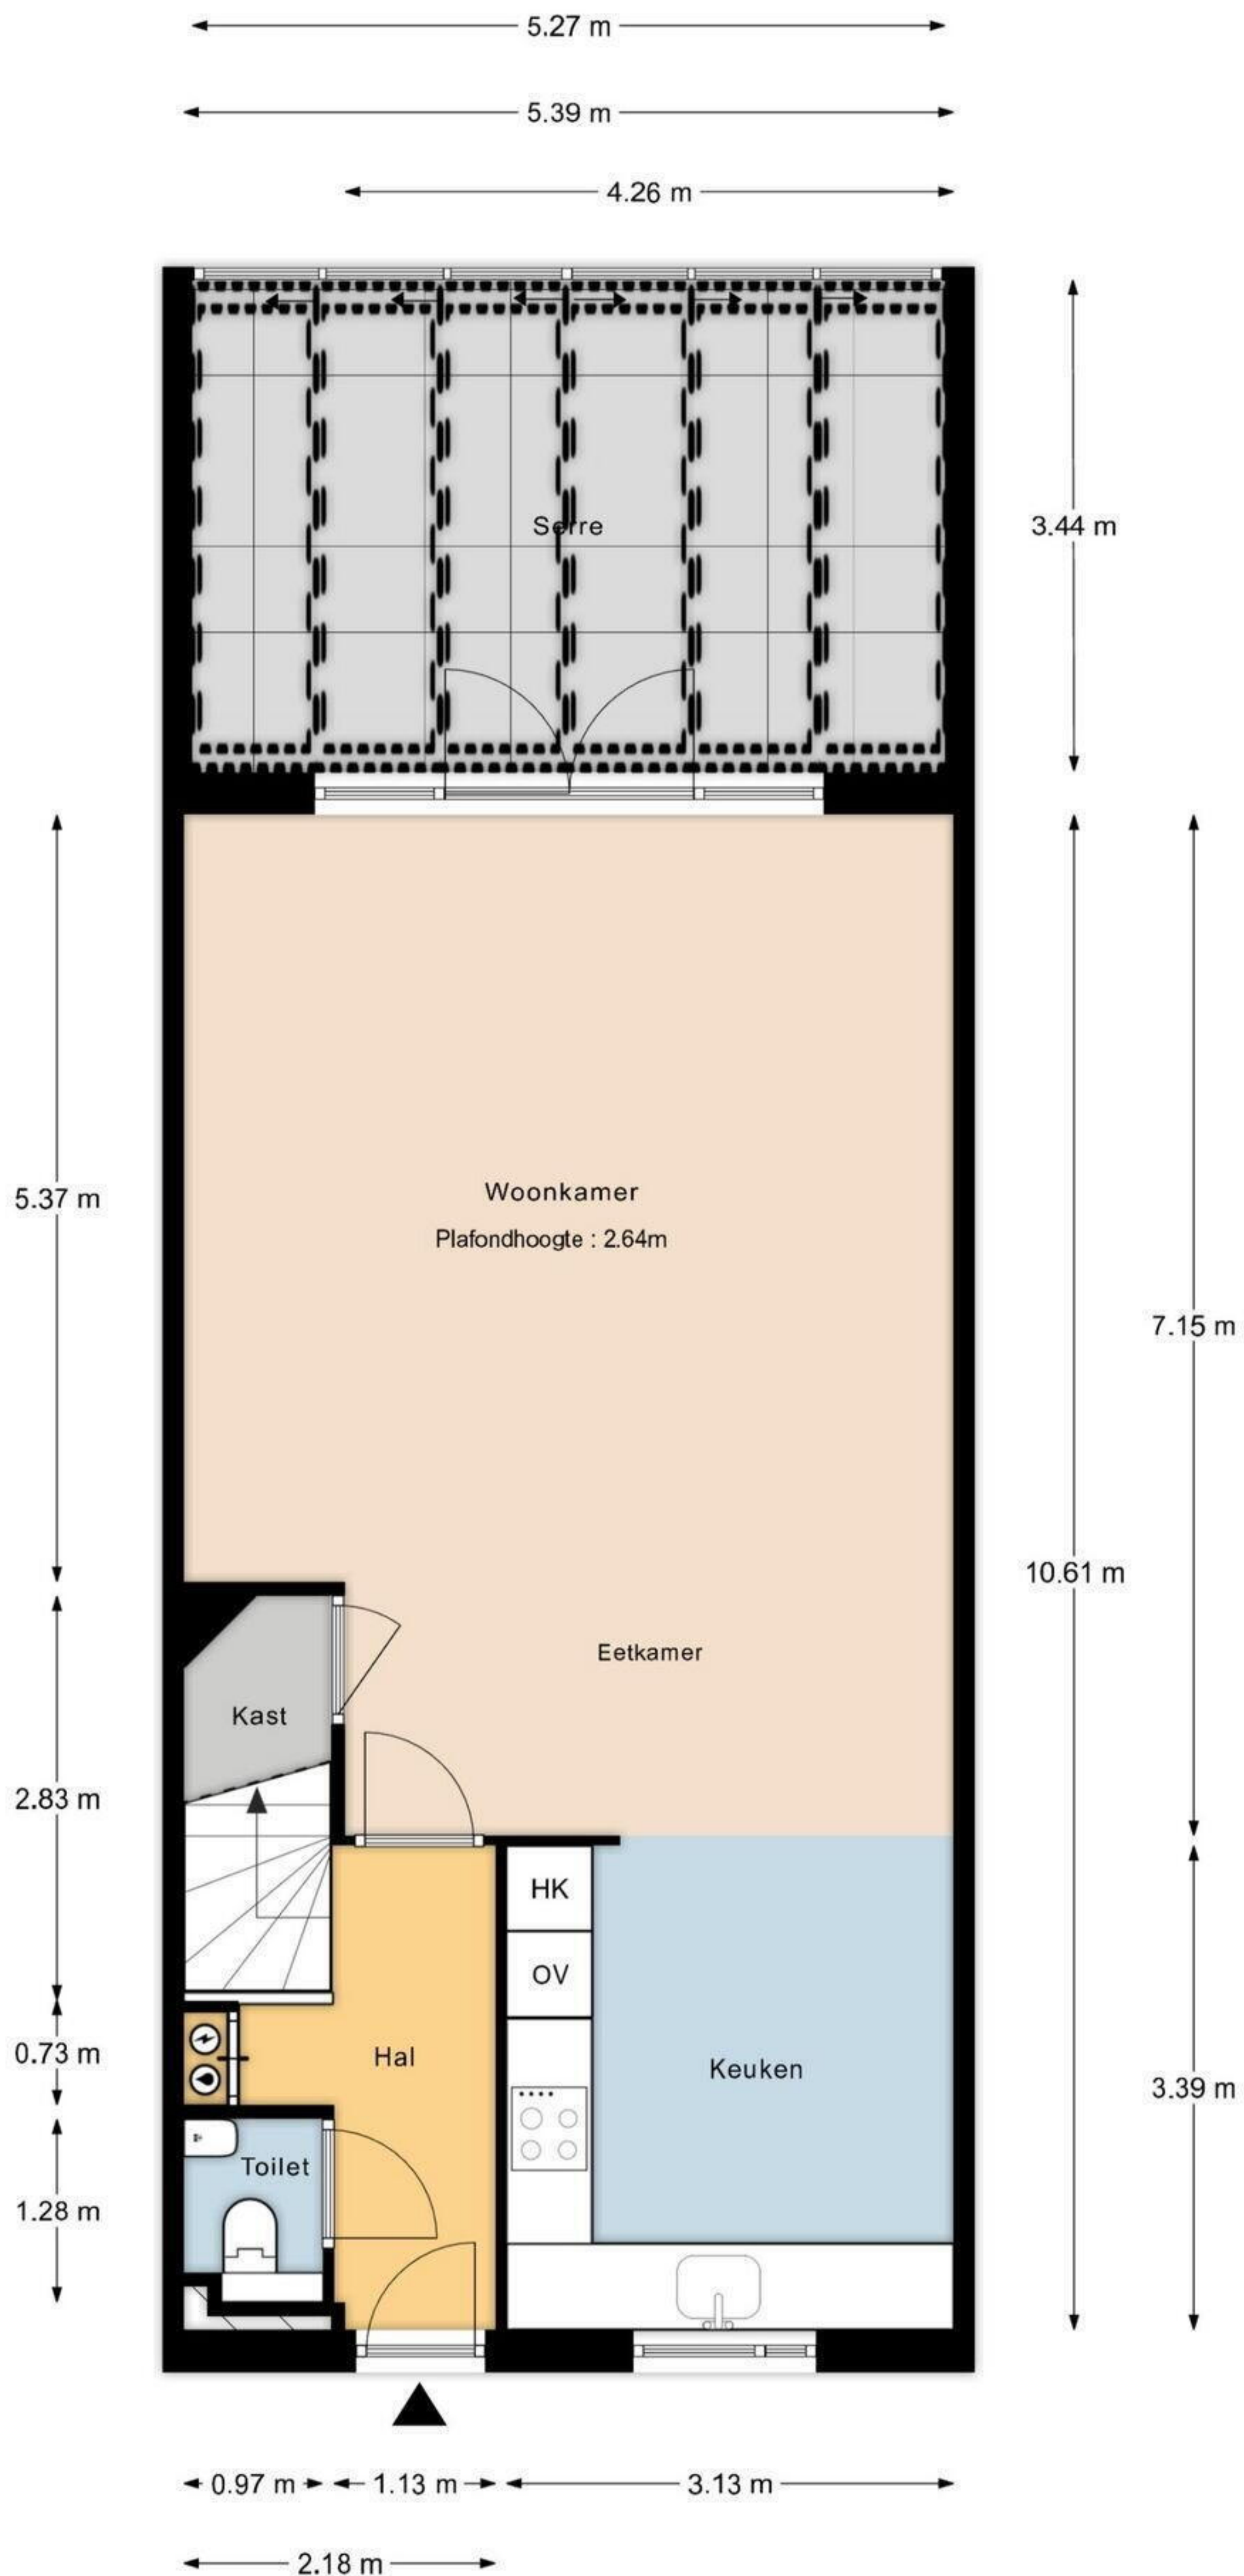 5.27 m
5.39 m
4.26 m
Serre
3.44 m
Woonkamer
Plafondhoogte : 2.64m
5.37 m
7.15 m
10.61 m
Eetkamer
Kast
2.83 m
HK
OV
Hal
Keuken
0.73 m
3.39 m
Toilet
1.28 m
0.97 m
1.13 m
3.13 m
2.18 m